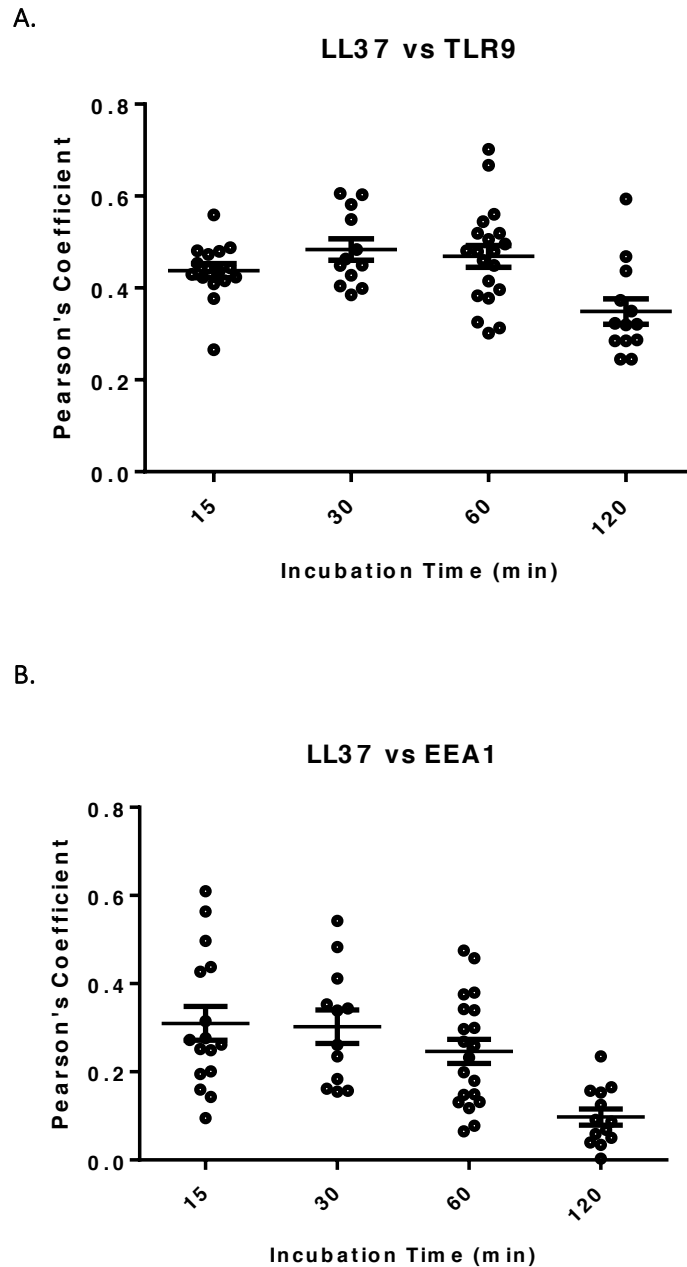 A.
LL37 vs TLR9
0.8
0.6
0.4
0.2
0.0
Pearson's Coefficient
15
30
60
120
Incubation Time (min)
B.
LL37 vs EEA1
0.8
0.6
0.4
0.2
0.0
Pearson's Coefficient
15
30
60
120
Incubation Time (min)